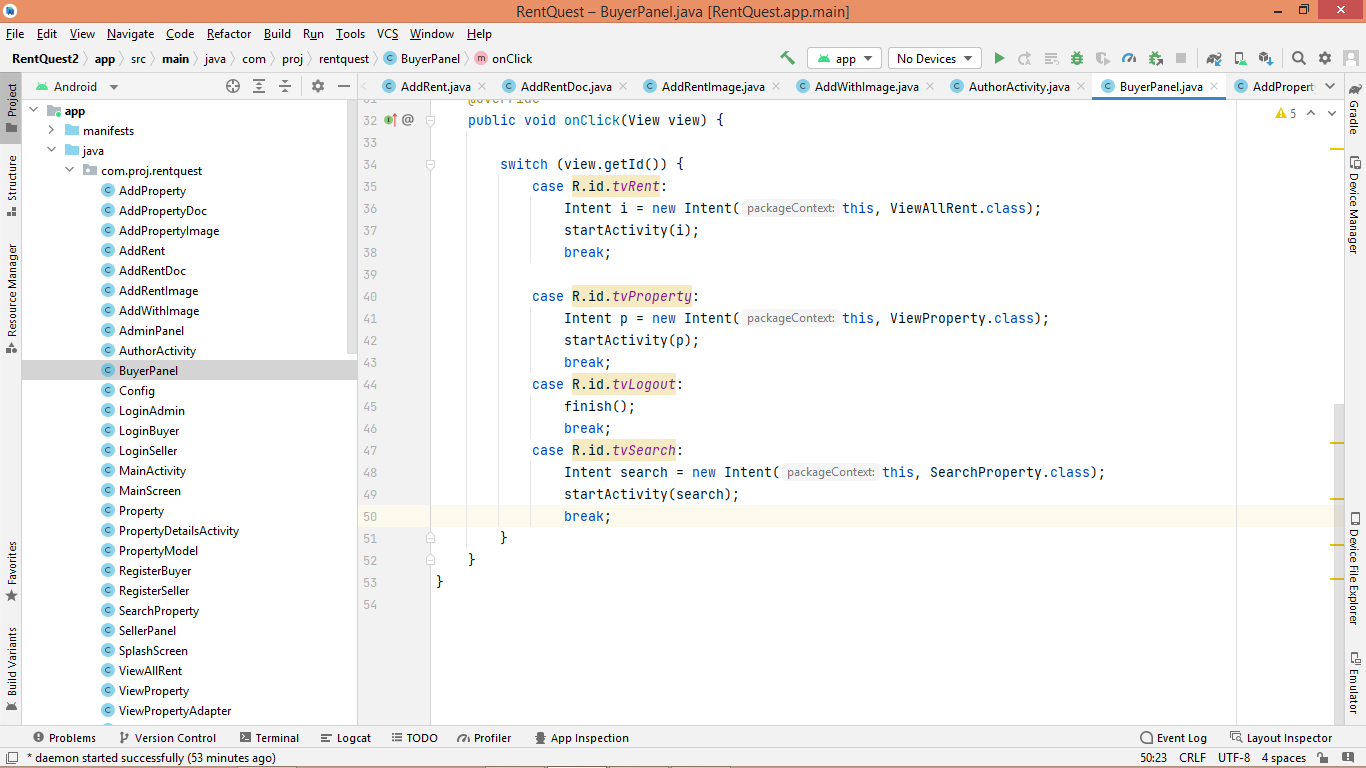 RentQuest – BuyerPanel.java [RentQuest.app.main]
File Edit View Navigate Code Refactor Build Run Tools VCS Window Help
RentQuest2 app src main java com proj rentquest BuyerPanel onClick
app No Devices
Android
AddRent.java AddRentDoc.java AddRentImage.java AddWithImage.java AuthorActivity.java BuyerPanel.java AddPropert
Project
Structure
Resource Manager
Favorites
Build Variants
app
manifests
java
com.proj.rentquest
AddProperty
AddPropertyDoc
AddPropertyImage
AddRent
AddRentDoc
AddRentImage
AddWithImage
AdminPanel
AuthorActivity
BuyerPanel
Config
LoginAdmin
LoginBuyer
LoginSeller
MainActivity
MainScreen
Property
PropertyDetailsActivity
PropertyModel
RegisterBuyer
RegisterSeller
SearchProperty
SellerPanel
SplashScreen
ViewAllRent
ViewProperty
ViewPropertyAdapter
31 @Override
32 @ public void onClick(View view) {
33
34 switch (view.getId()) {
35 case R.id.tvRent:
36 Intent i = new Intent( packageContext: this, ViewAllRent.class);
37 startActivity(i);
38 break;
39
40 case R.id.tvProperty:
41 Intent p = new Intent( packageContext: this, ViewProperty.class);
42 startActivity(p);
43 break;
44 case R.id.tvLogout:
45 finish();
46 break;
47 case R.id.tvSearch:
48 Intent search = new Intent( packageContext: this, SearchProperty.class);
49 startActivity(search);
50 break;
51 }
52 }
53 }
54
5
Gradle
Device Manager
Device File Explorer
Emulator
Problems Version Control Terminal Logcat TODO Profiler App Inspection Event Log Layout Inspector
* daemon started successfully (53 minutes ago) 50:23 CRLF UTF-8 4 spaces